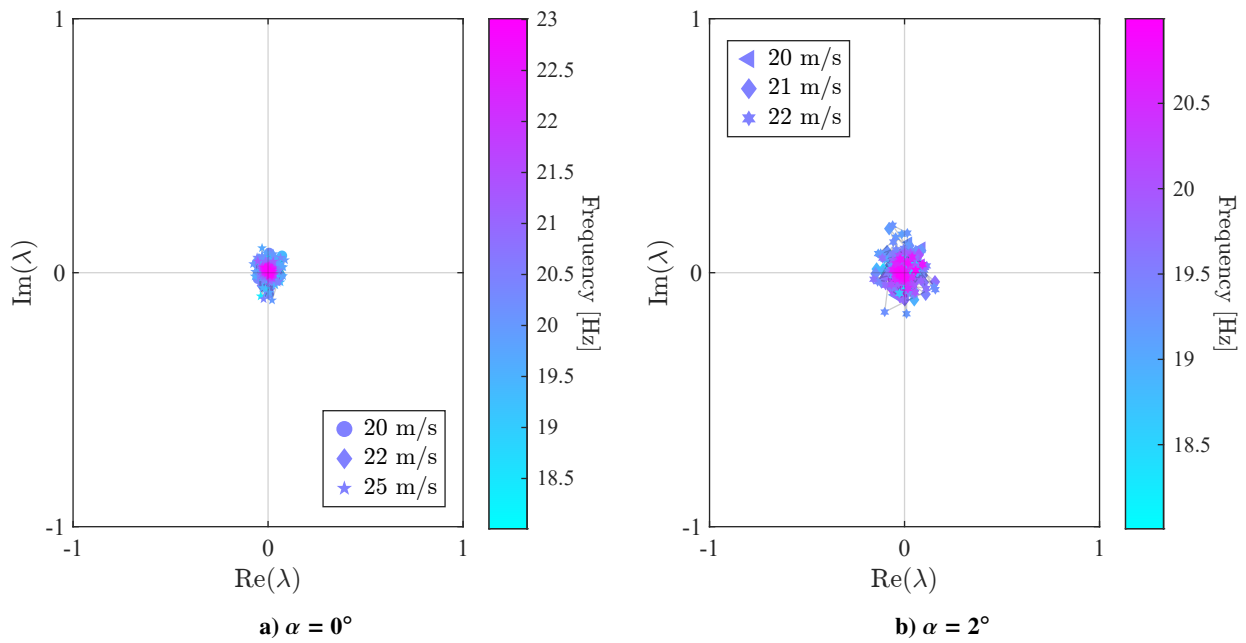 1
0
-1
Im(λ)
-1
0
1
Re(λ)
20 m/s
22 m/s
25 m/s
23
22.5
22
21.5
21
20.5
20
19.5
19
18.5
Frequency [Hz]
a) α = 0°
1
0
-1
Im(λ)
-1
0
1
Re(λ)
20 m/s
21 m/s
22 m/s
20.5
20
19.5
19
18.5
Frequency [Hz]
b) α = 2°